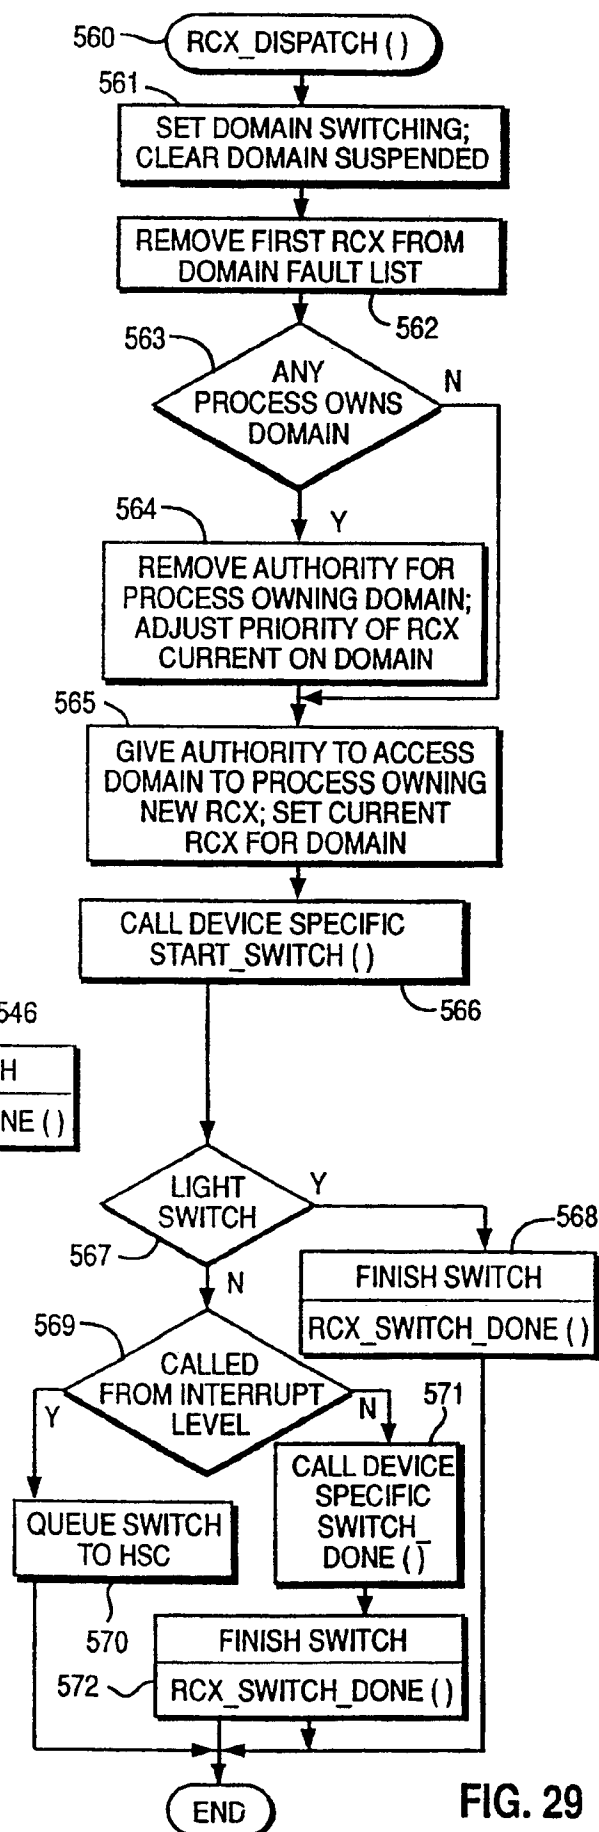 560
RCX_DISPATCH ( )
561
SET DOMAIN SWITCHING;
CLEAR DOMAIN SUSPENDED
REMOVE FIRST RCX FROM
DOMAIN FAULT LIST
562
563
ANY
PROCESS OWNS
DOMAIN
N
Y
564
REMOVE AUTHORITY FOR
PROCESS OWNING DOMAIN;
ADJUST PRIORITY OF RCX
CURRENT ON DOMAIN
565
GIVE AUTHORITY TO ACCESS
DOMAIN TO PROCESS OWNING
NEW RCX; SET CURRENT
RCX FOR DOMAIN
CALL DEVICE SPECIFIC
START_SWITCH ( )
566
546
H
NE ( )
LIGHT
SWITCH
Y
567
N
568
FINISH SWITCH
RCX_SWITCH_DONE ( )
569
CALLED
FROM INTERRUPT
LEVEL
Y
N
571
CALL DEVICE
SPECIFIC
SWITCH_
DONE ( )
QUEUE SWITCH
TO HSC
570
FINISH SWITCH
572
RCX_SWITCH_DONE ( )
END
FIG. 29